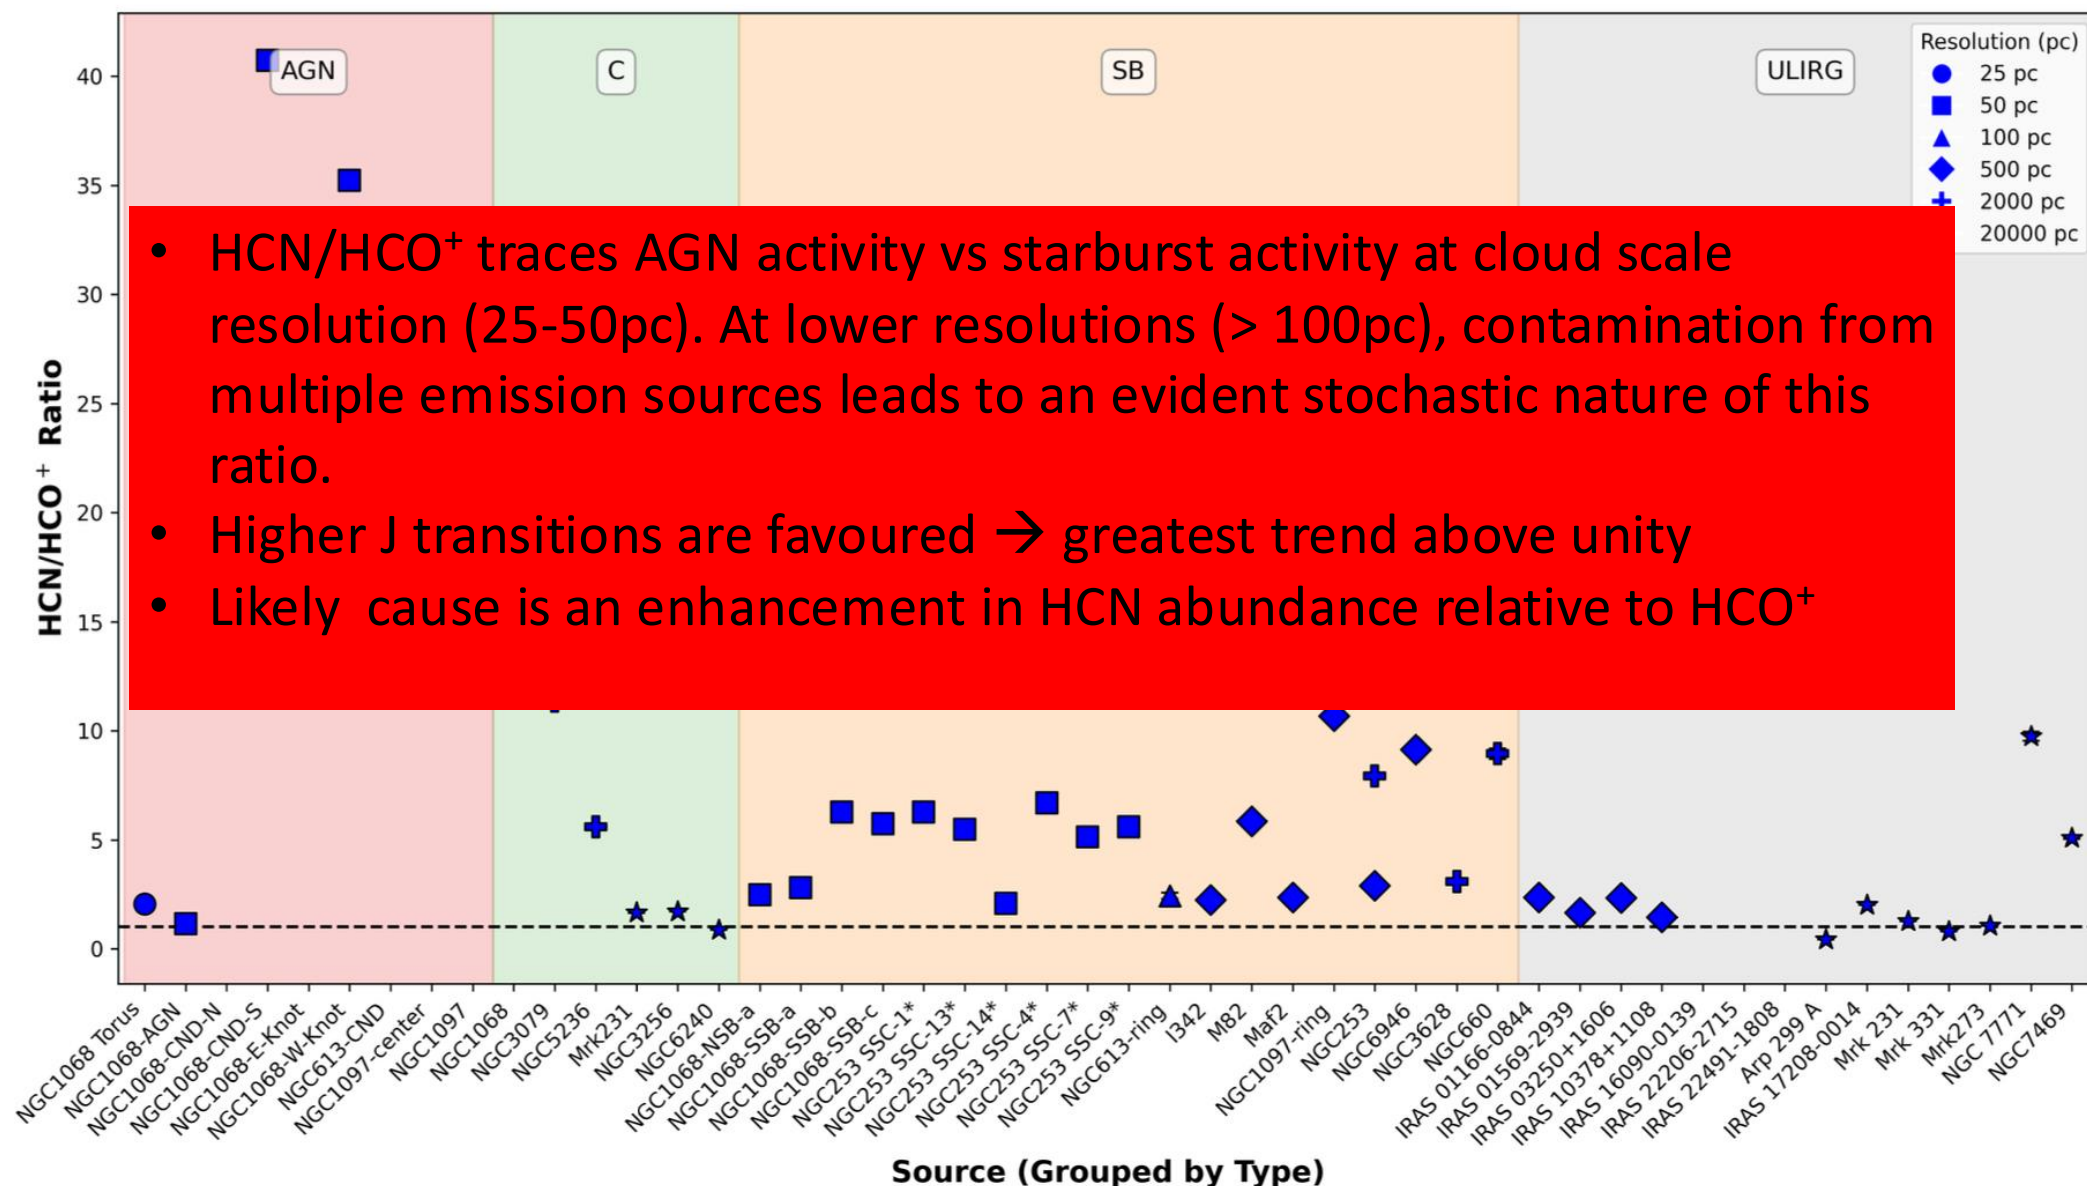 AGN
C
SB
ULIRG
Resolution (pc)
25 pc
50 pc
100 pc
500 pc
2000 pc
20000 pc
40
35
30
25
20
15
10
5
0
HCN/HCO+ Ratio
• HCN/HCO+ traces AGN activity vs starburst activity at cloud scale
resolution (25-50pc). At lower resolutions (> 100pc), contamination from
multiple emission sources leads to an evident stochastic nature of this
ratio.
• Higher J transitions are favoured → greatest trend above unity
• Likely cause is an enhancement in HCN abundance relative to HCO+
NGC1068 Torus
NGC1068-AGN
NGC1068-CND-N
NGC1068-CND-S
NGC1068-E-Knot
NGC1068-W-Knot
NGC613-CND
NGC1097-center
NGC1097
NGC1068
NGC3079
NGC5236
Mrk231
NGC3256
NGC6240
NGC1068-NSB-a
NGC1068-SSB-a
NGC1068-SSB-b
NGC1068-SSB-c
NGC253 SSC-1*
NGC253 SSC-13*
NGC253 SSC-14*
NGC253 SSC-4*
NGC253 SSC-7*
NGC253 SSC-9*
NGC613-ring
I342
M82
Maf2
NGC1097-ring
NGC253
NGC6946
NGC3628
NGC660
IRAS 01166-0844
IRAS 01569-2939
IRAS 03250+1606
IRAS 10378+1108
IRAS 16090-0139
IRAS 22206-2715
IRAS 22491-1808
Arp 299 A
IRAS 17208-0014
Mrk 231
Mrk 331
Mrk273
NGC 7771
NGC7469
Source (Grouped by Type)